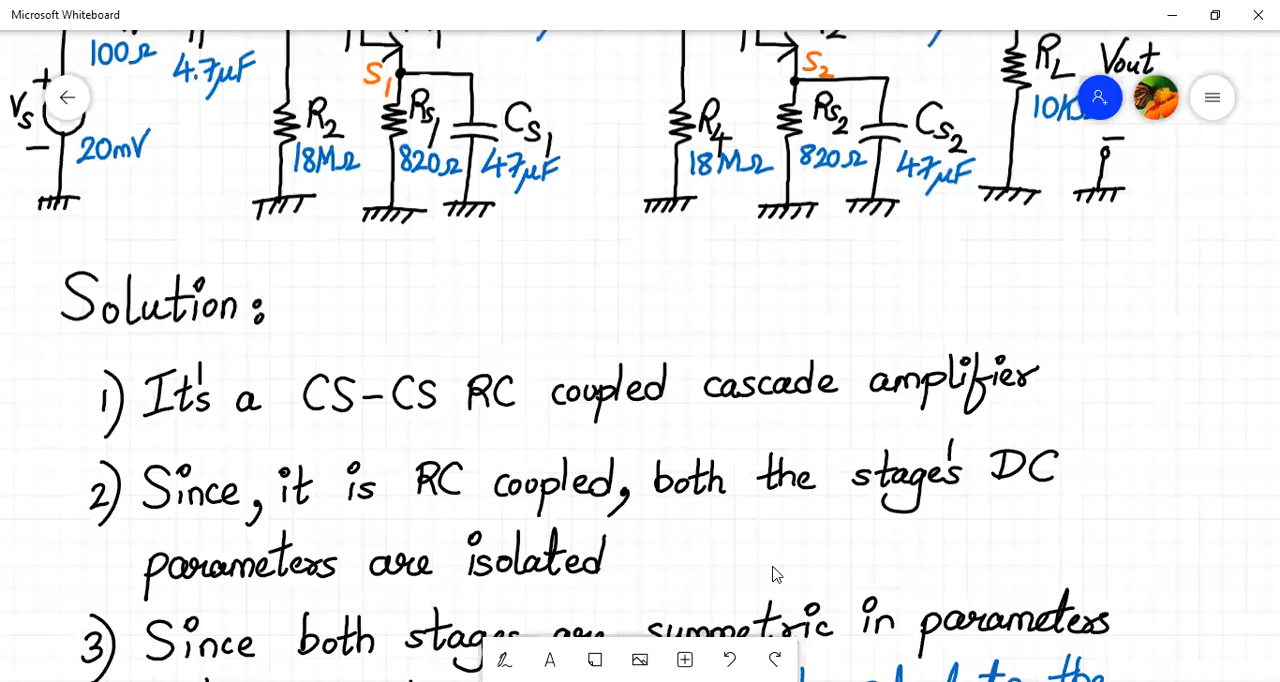 Microsoft Whiteboard
100Ω
4.7µF
+
Vs
20mV
−
R2
18MΩ
S1
Rs1
820Ω
Cs1
47µF
R4
18MΩ
S2
Rs2
820Ω
Cs2
47µF
RL
Vout
−
Solution:
1) It's a CS-CS RC coupled cascade amplifier
2) Since, it is RC coupled, both the stage's DC
parameters are isolated
3) Since both stages are symmetric in parameters
the